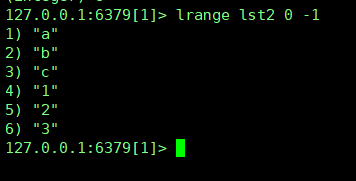 127.0.0.1:6379[1]> lrange lst2 0 -1
1) "a"
2) "b"
3) "c"
4) "1"
5) "2"
6) "3"
127.0.0.1:6379[1]>